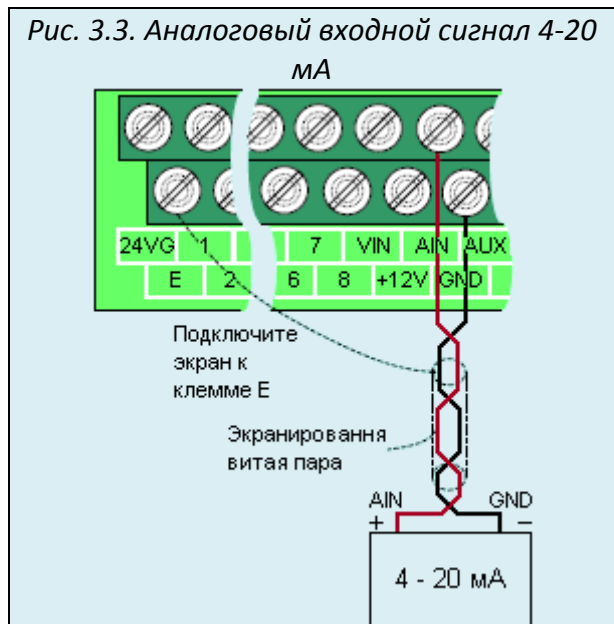 Рис. 3.3. Аналоговый входной сигнал 4-20
мА
24VG 1 7 VIN AIN AUX
E 2 6 8 +12V GND
Подключите
экран к
клемме E
Экранировання
витая пара
AIN GND
+ −
4 - 20 мА